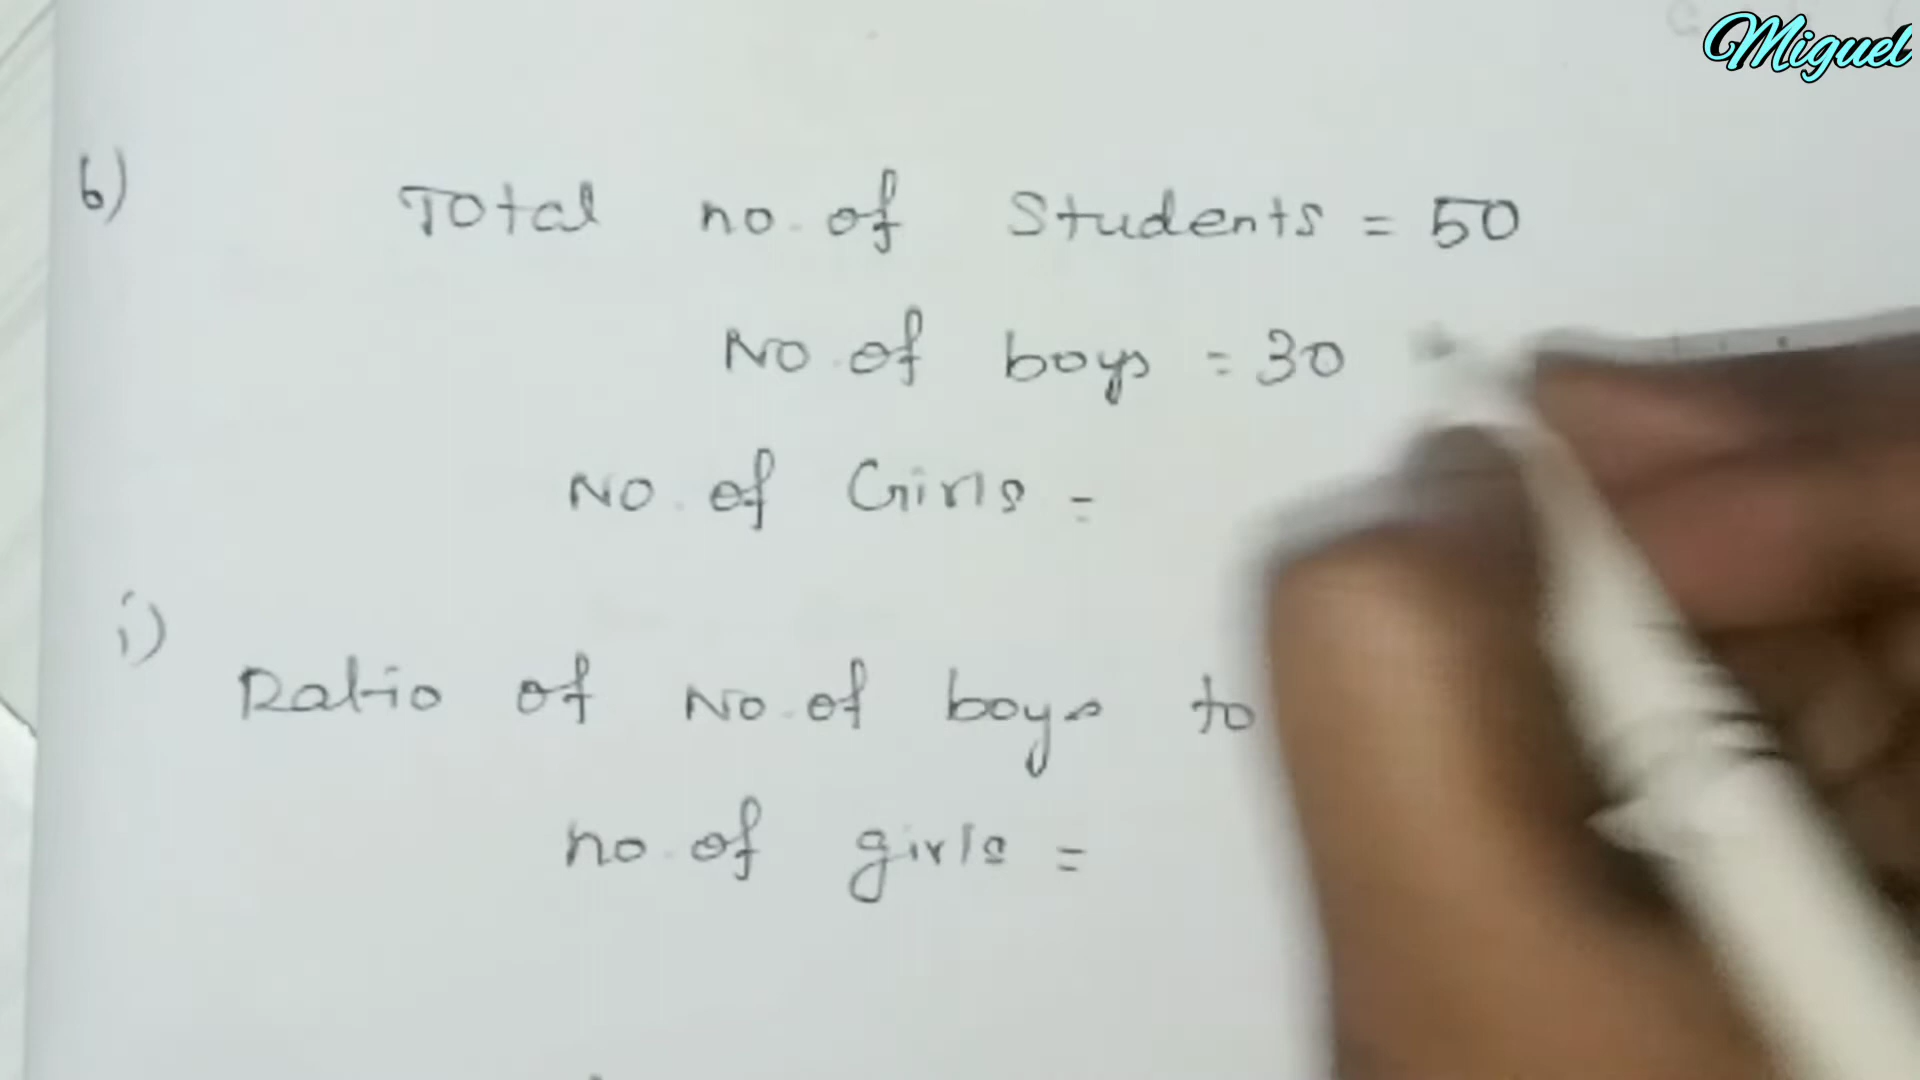 Miguel
6) Total no. of Students = 50
No. of boys = 30
No. of Girls =
i)
Ratio of No. of boys to
no. of girls =